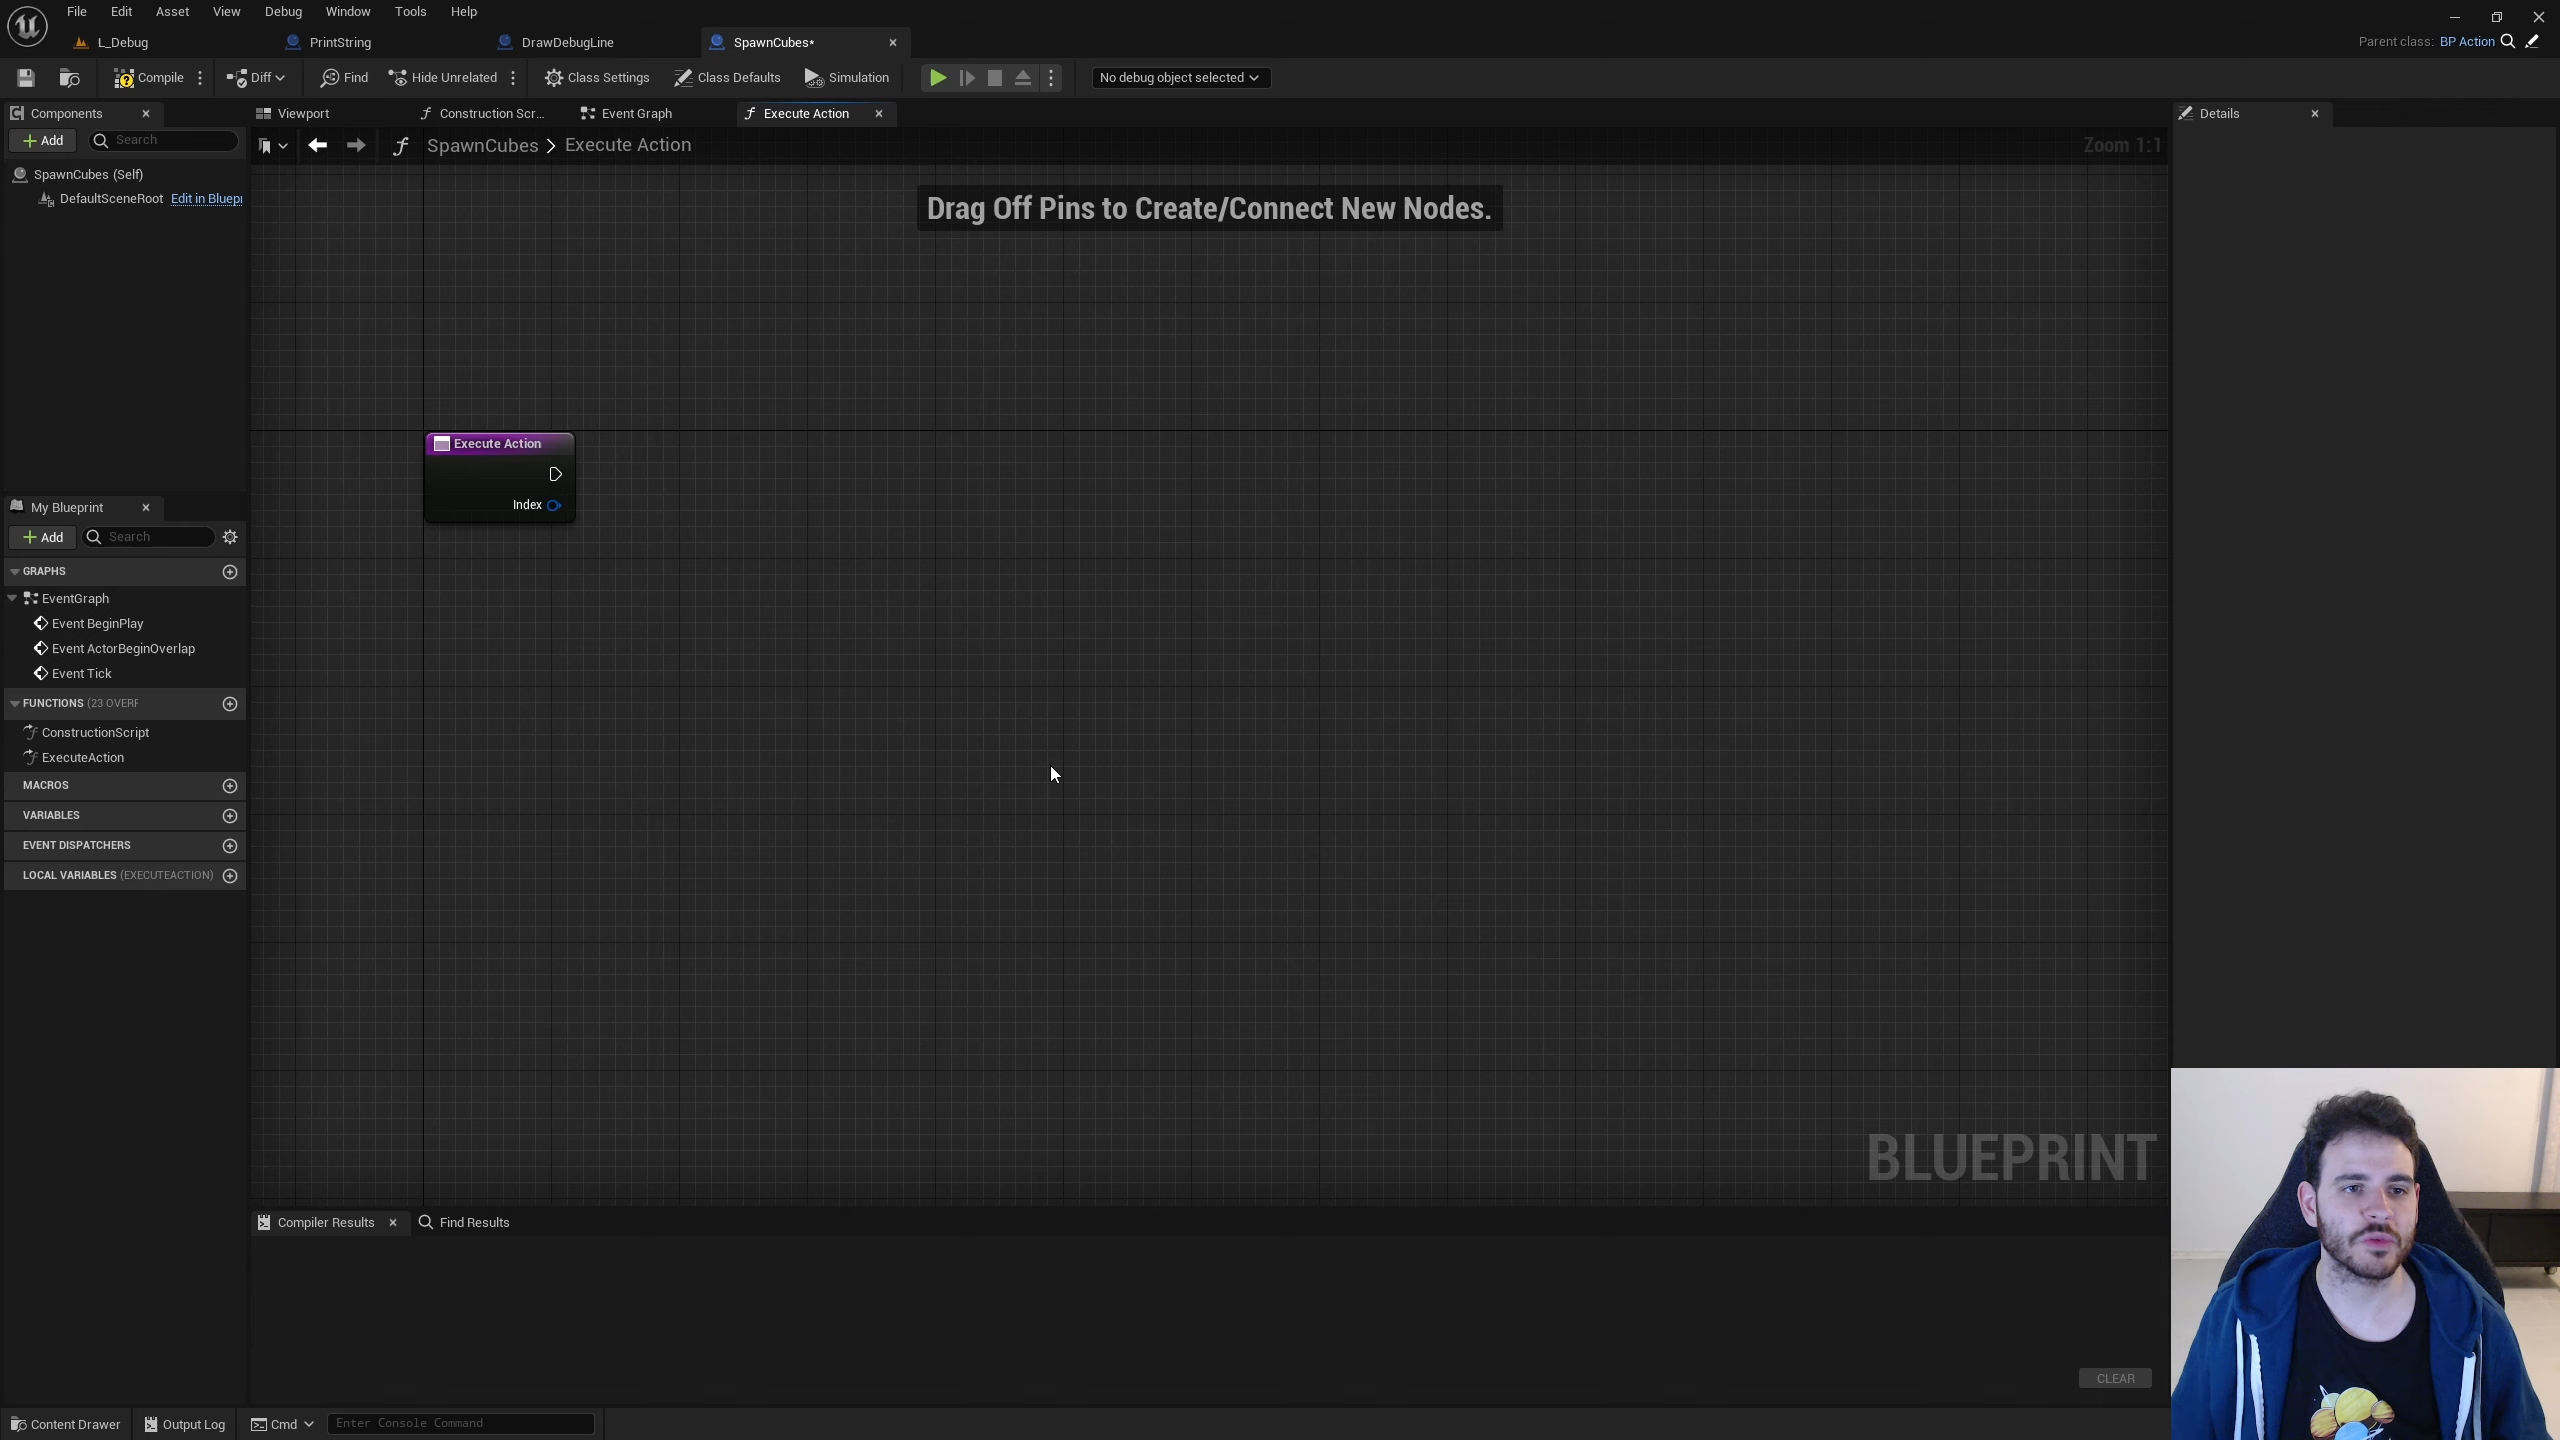 File Edit Asset View Debug Window Tools Help
L_Debug PrintString DrawDebugLine SpawnCubes*
Parent class: BP Action
Compile Diff Find Hide Unrelated Class Settings Class Defaults Simulation No debug object selected
Components Viewport Construction Scr... Event Graph Execute Action Details
Add Search
SpawnCubes > Execute Action Zoom 1:1
SpawnCubes (Self)
DefaultSceneRoot Edit in Bluepr
Drag Off Pins to Create/Connect New Nodes.
Execute Action
Index
My Blueprint
Add Search
GRAPHS
EventGraph
Event BeginPlay
Event ActorBeginOverlap
Event Tick
FUNCTIONS (23 OVERR
ConstructionScript
ExecuteAction
MACROS
VARIABLES
EVENT DISPATCHERS
LOCAL VARIABLES (EXECUTEACTION)
BLUEPRINT
Compiler Results Find Results
CLEAR
Content Drawer Output Log Cmd Enter Console Command